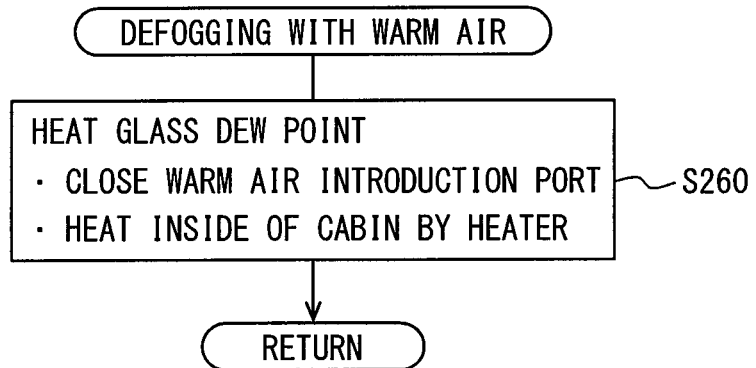 DEFOGGING WITH WARM AIR
HEAT GLASS DEW POINT
· CLOSE WARM AIR INTRODUCTION PORT
· HEAT INSIDE OF CABIN BY HEATER
S260
RETURN